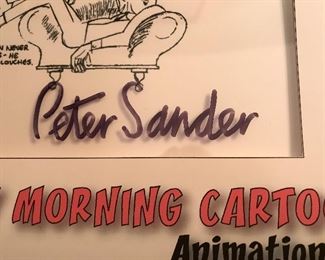 N NEVER
- HE
LOUCHES.
Peter Sander
Y MORNING CARTOO
Animation